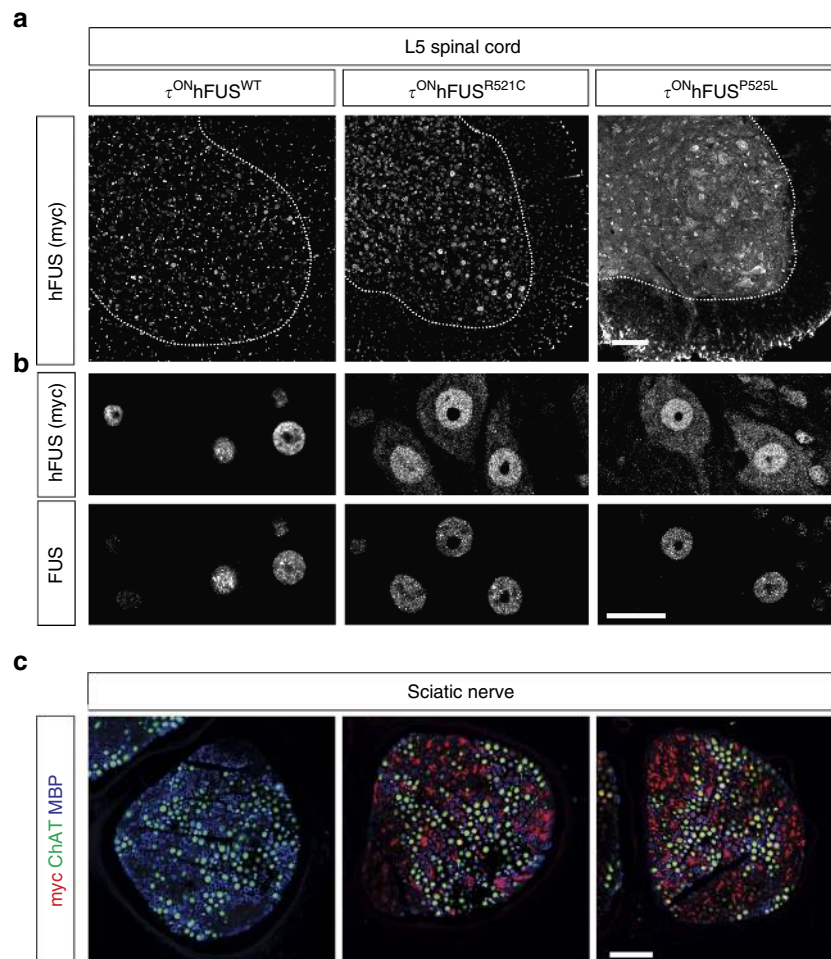 a
L5 spinal cord
τᴼᴺhFUSᵂᵀ
τᴼᴺhFUSᴿ⁵²¹ᶜ
τᴼᴺhFUSᴾ⁵²⁵ᴸ
hFUS (myc)
b
hFUS (myc)
FUS
c
Sciatic nerve
myc ChAT MBP